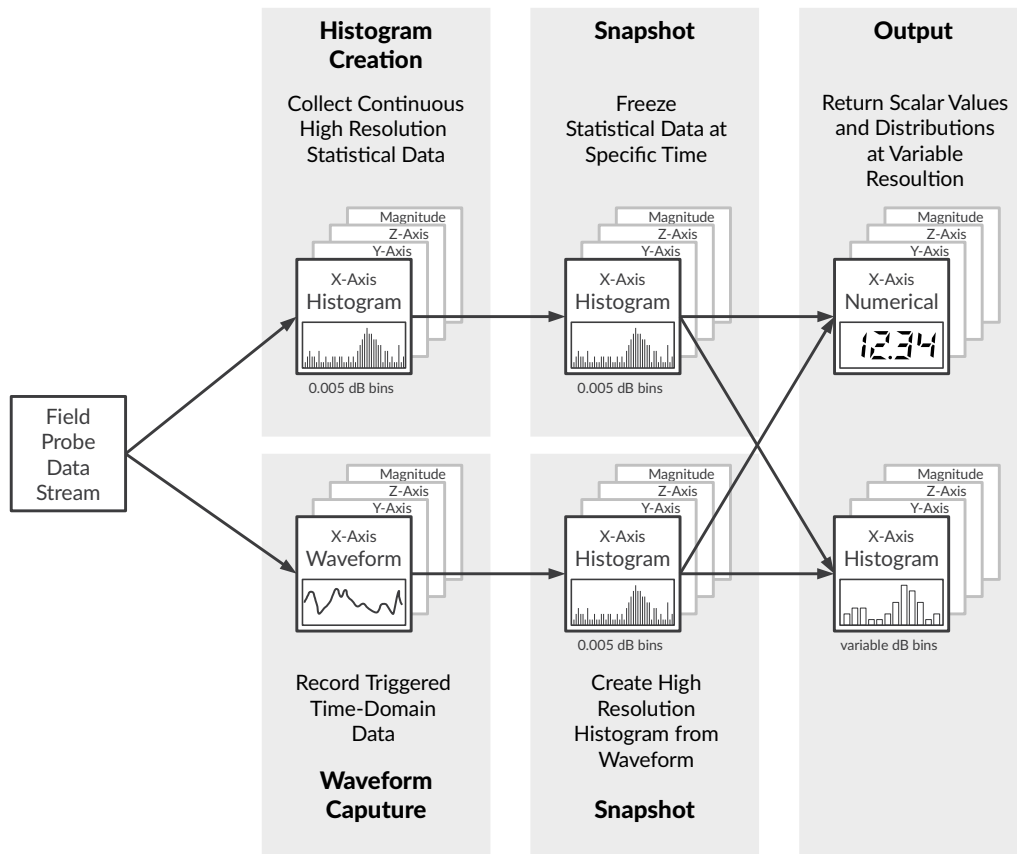 Histogram
Creation
Collect Continuous
High Resolution
Statistical Data
Magnitude
Z-Axis
Y-Axis
X-Axis
Histogram
0.005 dB bins
Snapshot
Freeze
Statistical Data at
Specific Time
Magnitude
Z-Axis
Y-Axis
X-Axis
Histogram
0.005 dB bins
Output
Return Scalar Values
and Distributions
at Variable
Resoultion
Magnitude
Z-Axis
Y-Axis
X-Axis
Numerical
12.34
Field
Probe
Data
Stream
Magnitude
Z-Axis
Y-Axis
X-Axis
Waveform
Record Triggered
Time-Domain
Data
Waveform
Caputure
Magnitude
Z-Axis
Y-Axis
X-Axis
Histogram
0.005 dB bins
Create High
Resolution
Histogram from
Waveform
Snapshot
Magnitude
Z-Axis
Y-Axis
X-Axis
Histogram
variable dB bins